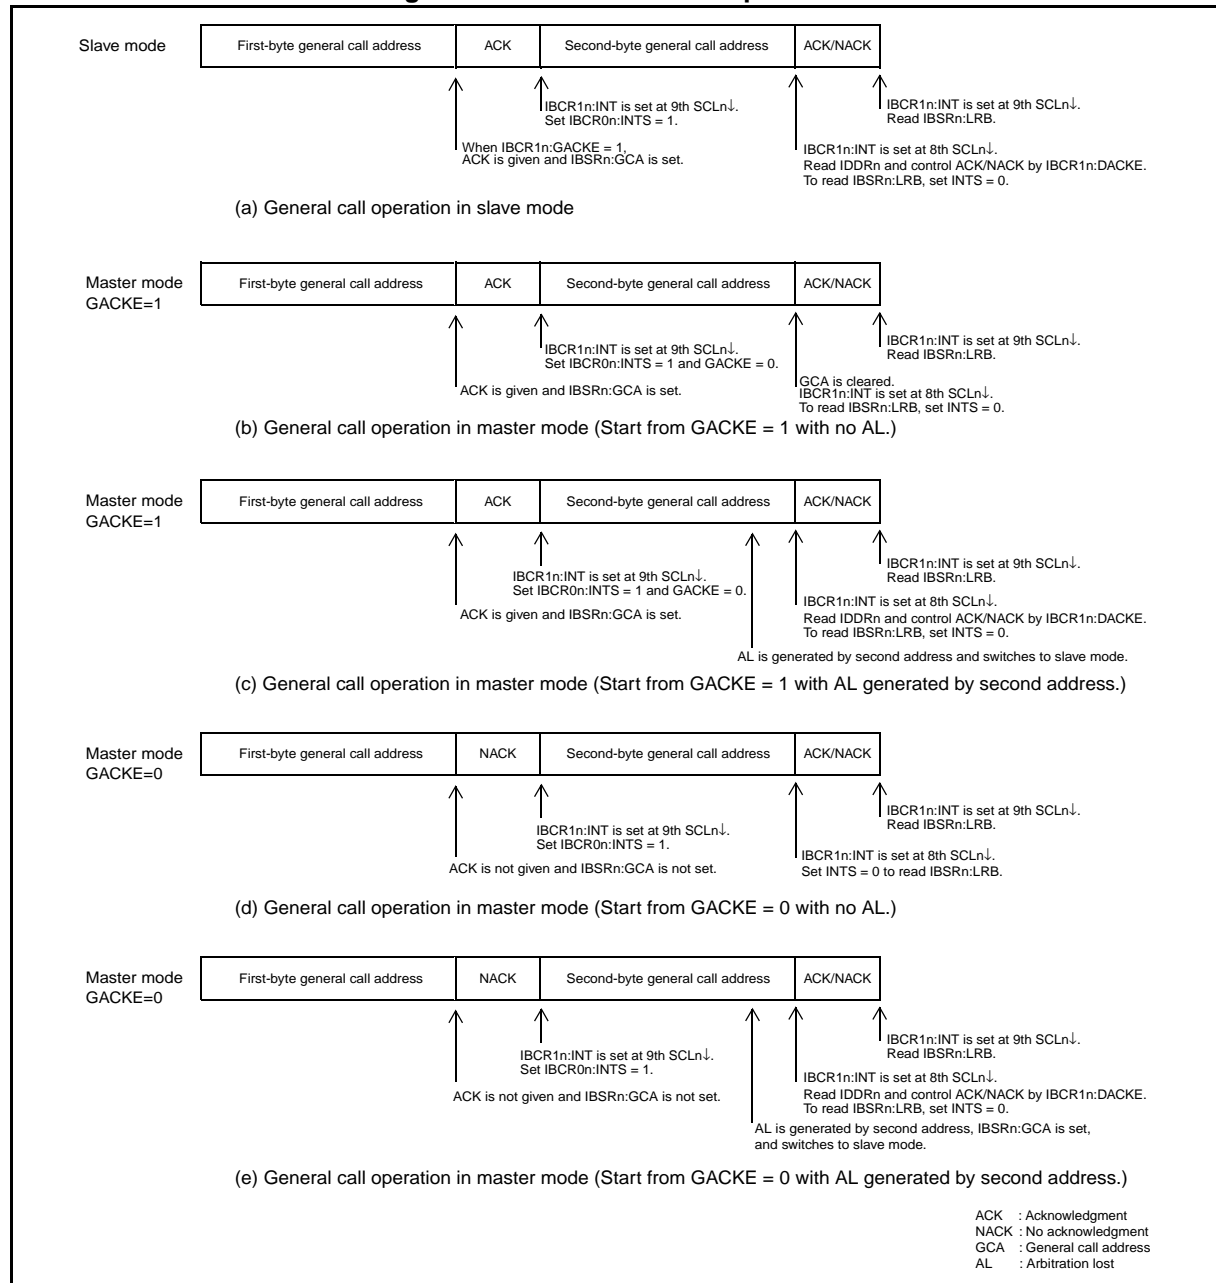 Slave mode
First-byte general call address
ACK
Second-byte general call address
ACK/NACK
IBCR1n:INT is set at 9th SCLn↓.
Set IBCR0n:INTS = 1.
IBCR1n:INT is set at 9th SCLn↓.
Read IBSRn:LRB.
When IBCR1n:GACKE = 1,
ACK is given and IBSRn:GCA is set.
IBCR1n:INT is set at 8th SCLn↓.
Read IDDRn and control ACK/NACK by IBCR1n:DACKE.
To read IBSRn:LRB, set INTS = 0.
(a) General call operation in slave mode
Master mode
GACKE=1
First-byte general call address
ACK
Second-byte general call address
ACK/NACK
IBCR1n:INT is set at 9th SCLn↓.
Set IBCR0n:INTS = 1 and GACKE = 0.
IBCR1n:INT is set at 9th SCLn↓.
Read IBSRn:LRB.
ACK is given and IBSRn:GCA is set.
GCA is cleared.
IBCR1n:INT is set at 8th SCLn↓.
To read IBSRn:LRB, set INTS = 0.
(b) General call operation in master mode (Start from GACKE = 1 with no AL.)
Master mode
GACKE=1
First-byte general call address
ACK
Second-byte general call address
ACK/NACK
IBCR1n:INT is set at 9th SCLn↓.
Set IBCR0n:INTS = 1 and GACKE = 0.
IBCR1n:INT is set at 9th SCLn↓.
Read IBSRn:LRB.
ACK is given and IBSRn:GCA is set.
IBCR1n:INT is set at 8th SCLn↓.
Read IDDRn and control ACK/NACK by IBCR1n:DACKE.
To read IBSRn:LRB, set INTS = 0.
AL is generated by second address and switches to slave mode.
(c) General call operation in master mode (Start from GACKE = 1 with AL generated by second address.)
Master mode
GACKE=0
First-byte general call address
NACK
Second-byte general call address
ACK/NACK
IBCR1n:INT is set at 9th SCLn↓.
Set IBCR0n:INTS = 1.
IBCR1n:INT is set at 9th SCLn↓.
Read IBSRn:LRB.
ACK is not given and IBSRn:GCA is not set.
IBCR1n:INT is set at 8th SCLn↓.
Set INTS = 0 to read IBSRn:LRB.
(d) General call operation in master mode (Start from GACKE = 0 with no AL.)
Master mode
GACKE=0
First-byte general call address
NACK
Second-byte general call address
ACK/NACK
IBCR1n:INT is set at 9th SCLn↓.
Set IBCR0n:INTS = 1.
IBCR1n:INT is set at 9th SCLn↓.
Read IBSRn:LRB.
ACK is not given and IBSRn:GCA is not set.
IBCR1n:INT is set at 8th SCLn↓.
Read IDDRn and control ACK/NACK by IBCR1n:DACKE.
To read IBSRn:LRB, set INTS = 0.
AL is generated by second address, IBSRn:GCA is set,
and switches to slave mode.
(e) General call operation in master mode (Start from GACKE = 0 with AL generated by second address.)
ACK : Acknowledgment
NACK : No acknowledgment
GCA : General call address
AL : Arbitration lost